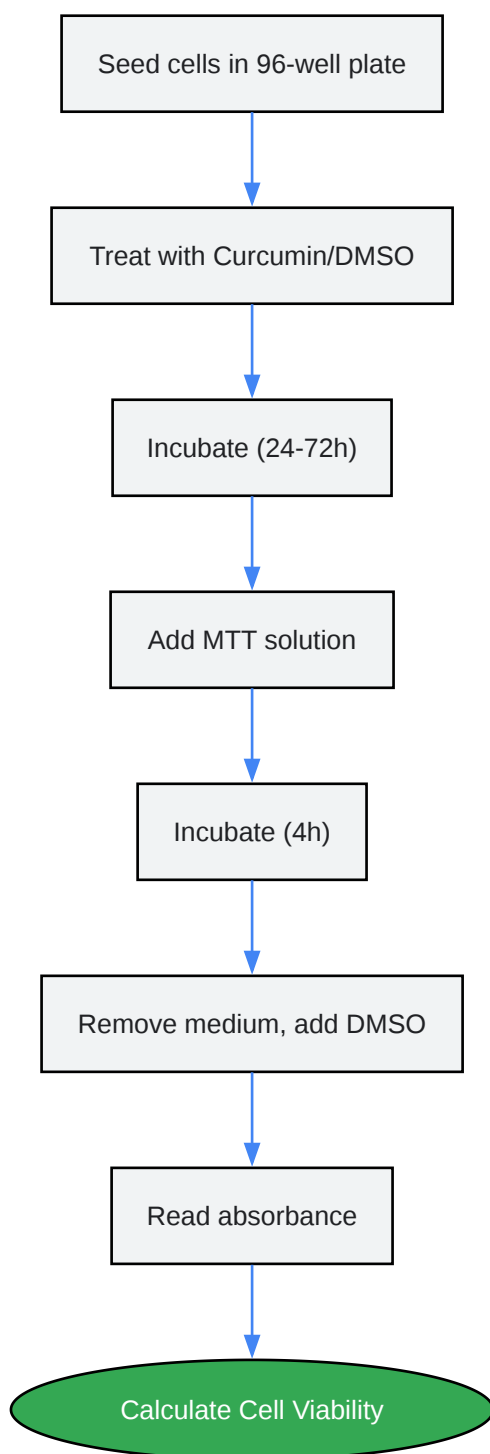 Seed cells in 96-well plate
Treat with Curcumin/DMSO
Incubate (24-72h)
Add MTT solution
Incubate (4h)
Remove medium, add DMSO
Read absorbance
Calculate Cell Viability